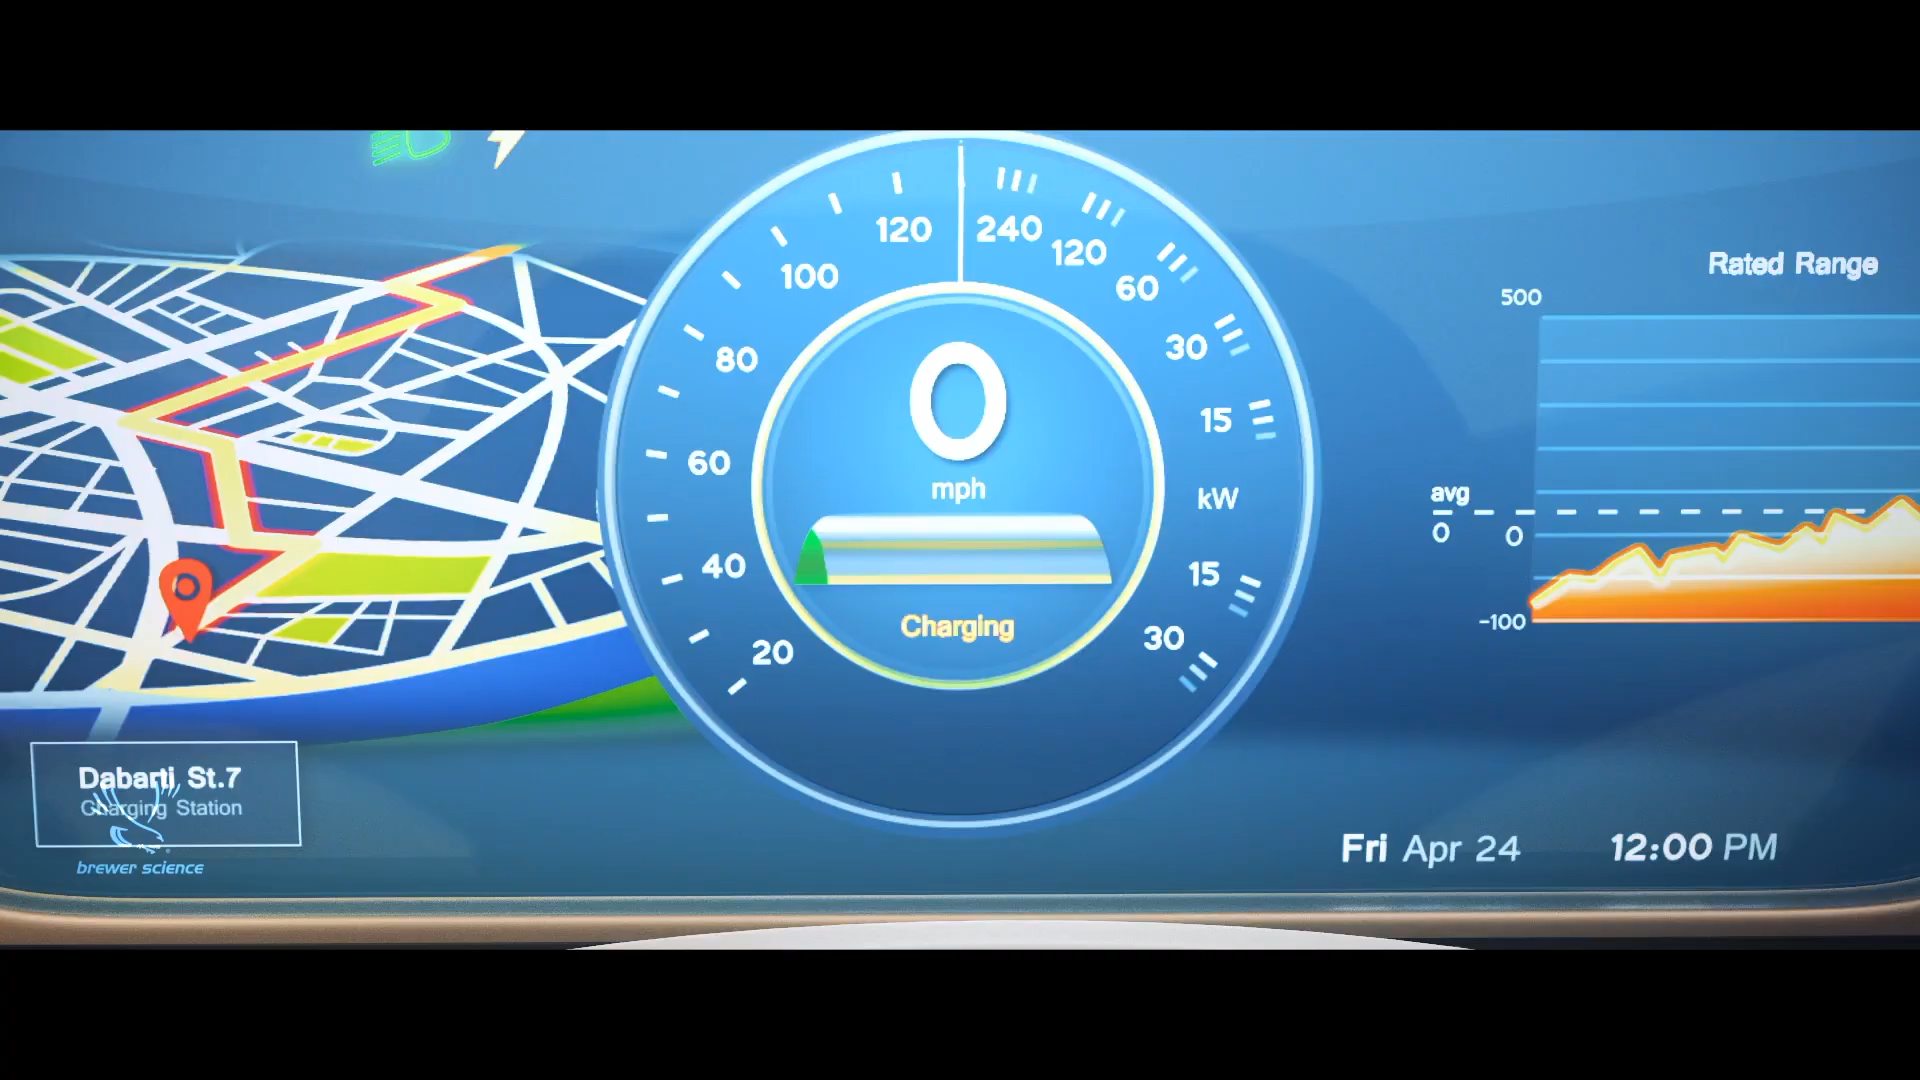 120
100
80
60
40
20
240
120
60
30
15
kW
15
30
0
mph
Charging
Rated Range
500
avg
0
0
-100
Dabarti St.7
Charging Station
brewer science
Fri Apr 24
12:00 PM